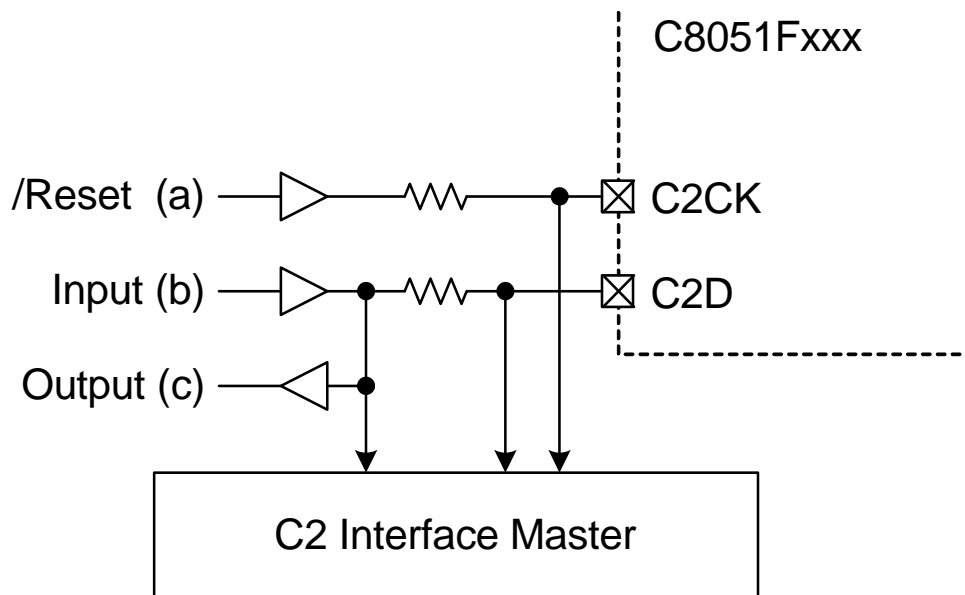 C8051Fxxx
/Reset (a)
C2CK
Input (b)
C2D
Output (c)
C2 Interface Master